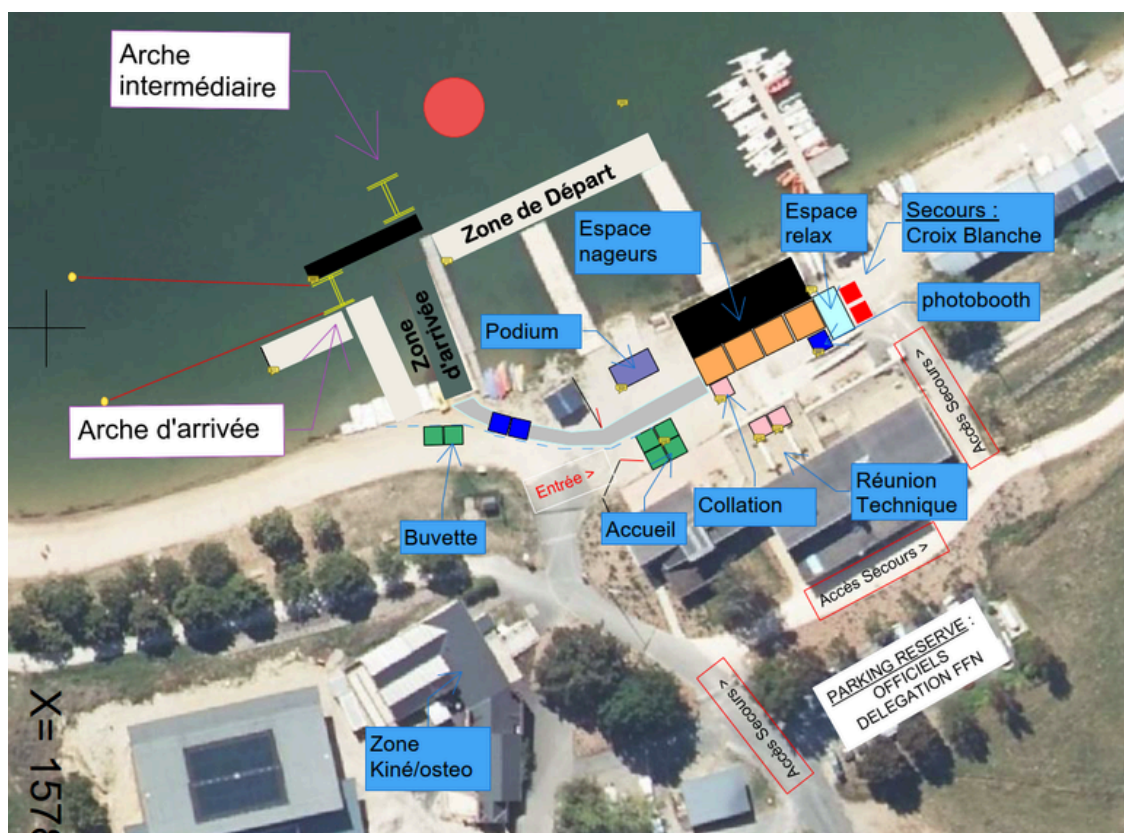 Arche
intermédiaire
Zone de Départ
Espace
nageurs
Espace
relax
Secours :
Croix Blanche
photobooth
Podium
Zone
d'arrivée
Arche d'arrivée
Accès Secours >
Entrée >
Buvette
Accueil
Collation
Réunion
Technique
Accès Secours >
PARKING RESERVE :
OFFICIELS
DELEGATION FFN
Accès Secours >
Zone
Kiné/osteo